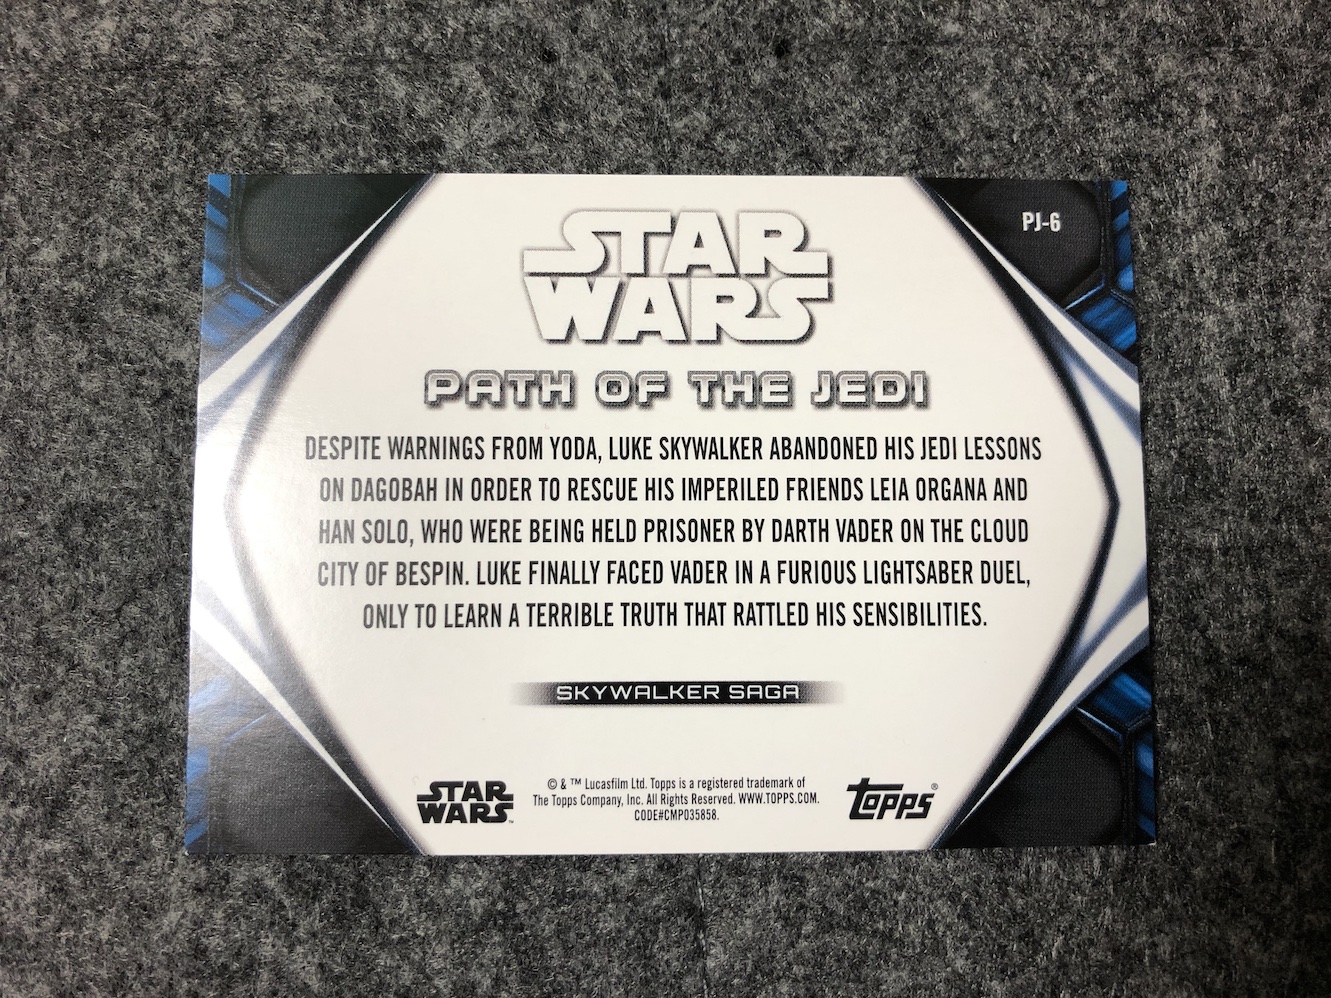 PJ-6
STAR
WARS
PATH OF THE JEDI
DESPITE WARNINGS FROM YODA, LUKE SKYWALKER ABANDONED HIS JEDI LESSONS
ON DAGOBAH IN ORDER TO RESCUE HIS IMPERILED FRIENDS LEIA ORGANA AND
HAN SOLO, WHO WERE BEING HELD PRISONER BY DARTH VADER ON THE CLOUD
CITY OF BESPIN. LUKE FINALLY FACED VADER IN A FURIOUS LIGHTSABER DUEL,
ONLY TO LEARN A TERRIBLE TRUTH THAT RATTLED HIS SENSIBILITIES.
SKYWALKER SAGA
STAR
WARS™
© & ™ Lucasfilm Ltd. Topps is a registered trademark of
The Topps Company, Inc. All Rights Reserved. WWW.TOPPS.COM.
CODE#CMP035858.
topps®